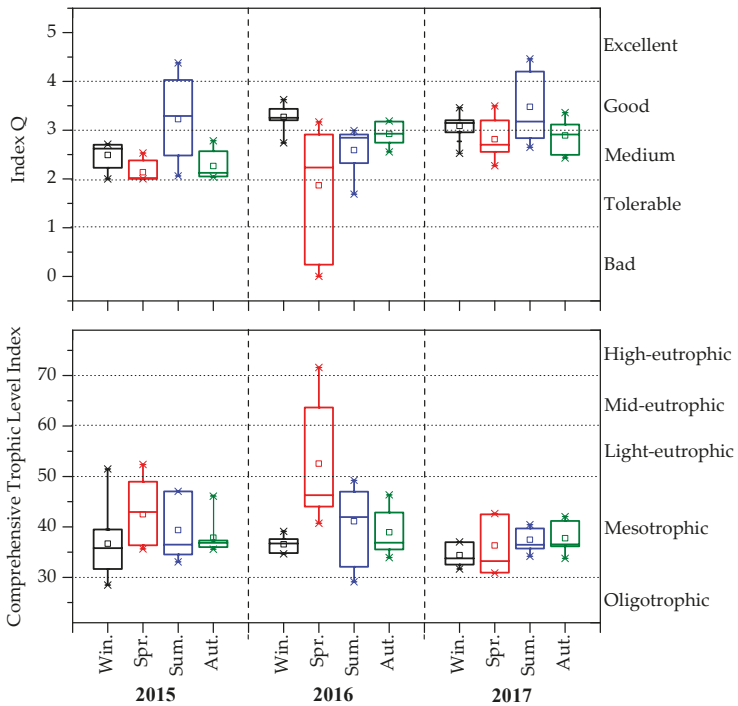 Index Q
5
4
3
2
1
0
Excellent
Good
Medium
Tolerable
Bad
Comprehensive Trophic Level Index
70
60
50
40
30
High-eutrophic
Mid-eutrophic
Light-eutrophic
Mesotrophic
Oligotrophic
Win. Spr. Sum. Aut. Win. Spr. Sum. Aut. Win. Spr. Sum. Aut.
2015 2016 2017